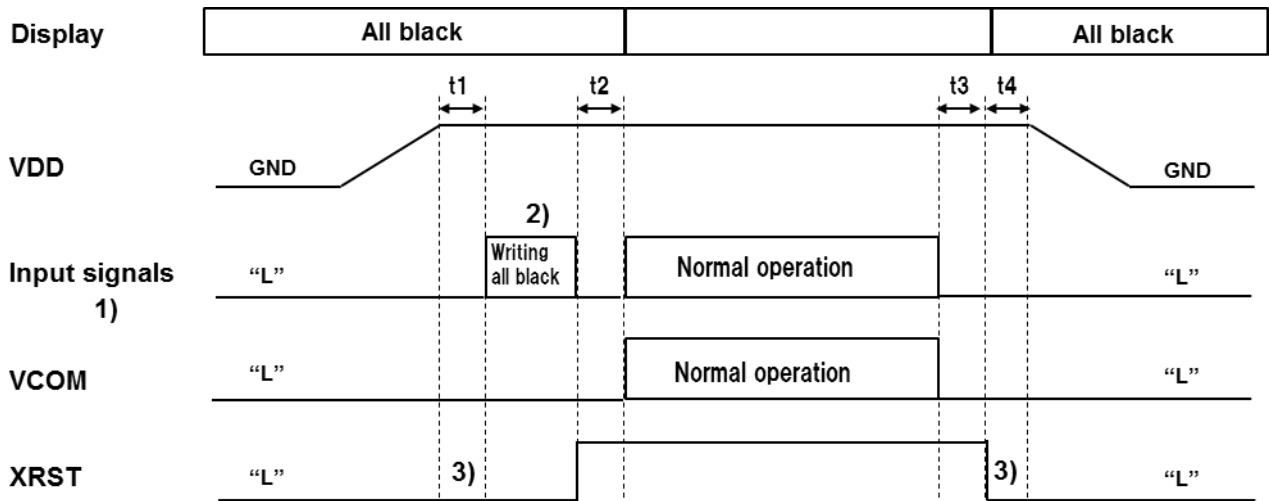 Display All black All black
t1 t2 t3 t4
VDD GND GND
2)
Input signals “L” Writing Normal operation “L”
all black
1)
VCOM “L” Normal operation “L”
XRST “L” 3) 3) “L”